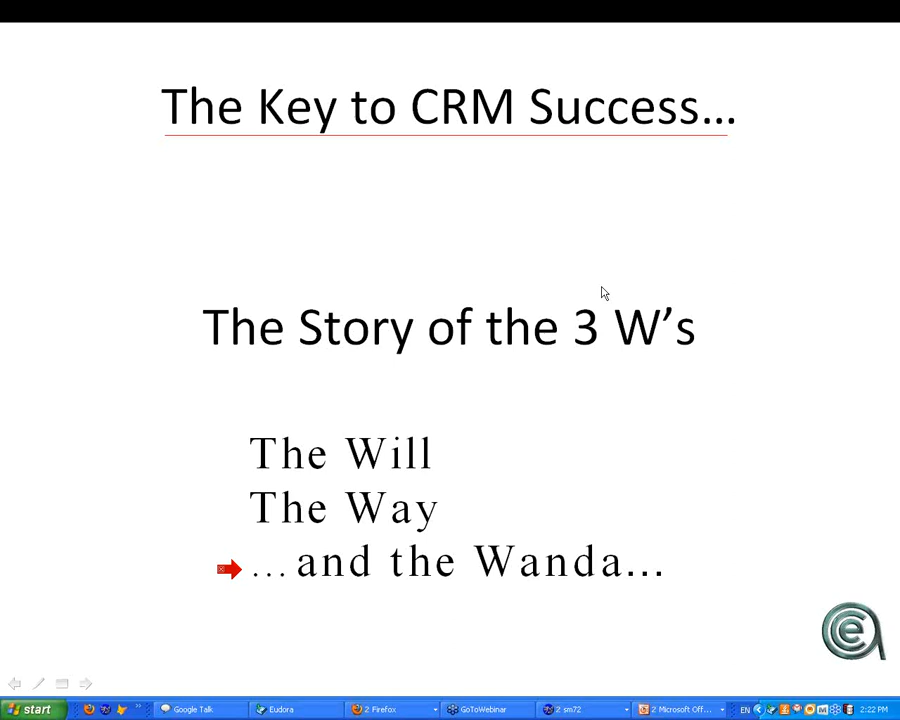 The Key to CRM Success…
The Story of the 3 W’s
The Will
The Way
…and the Wanda…
start
Google Talk
Eudora
2 Firefox
GoToWebinar
2 sm72
2 Microsoft Off...
EN
2:22 PM